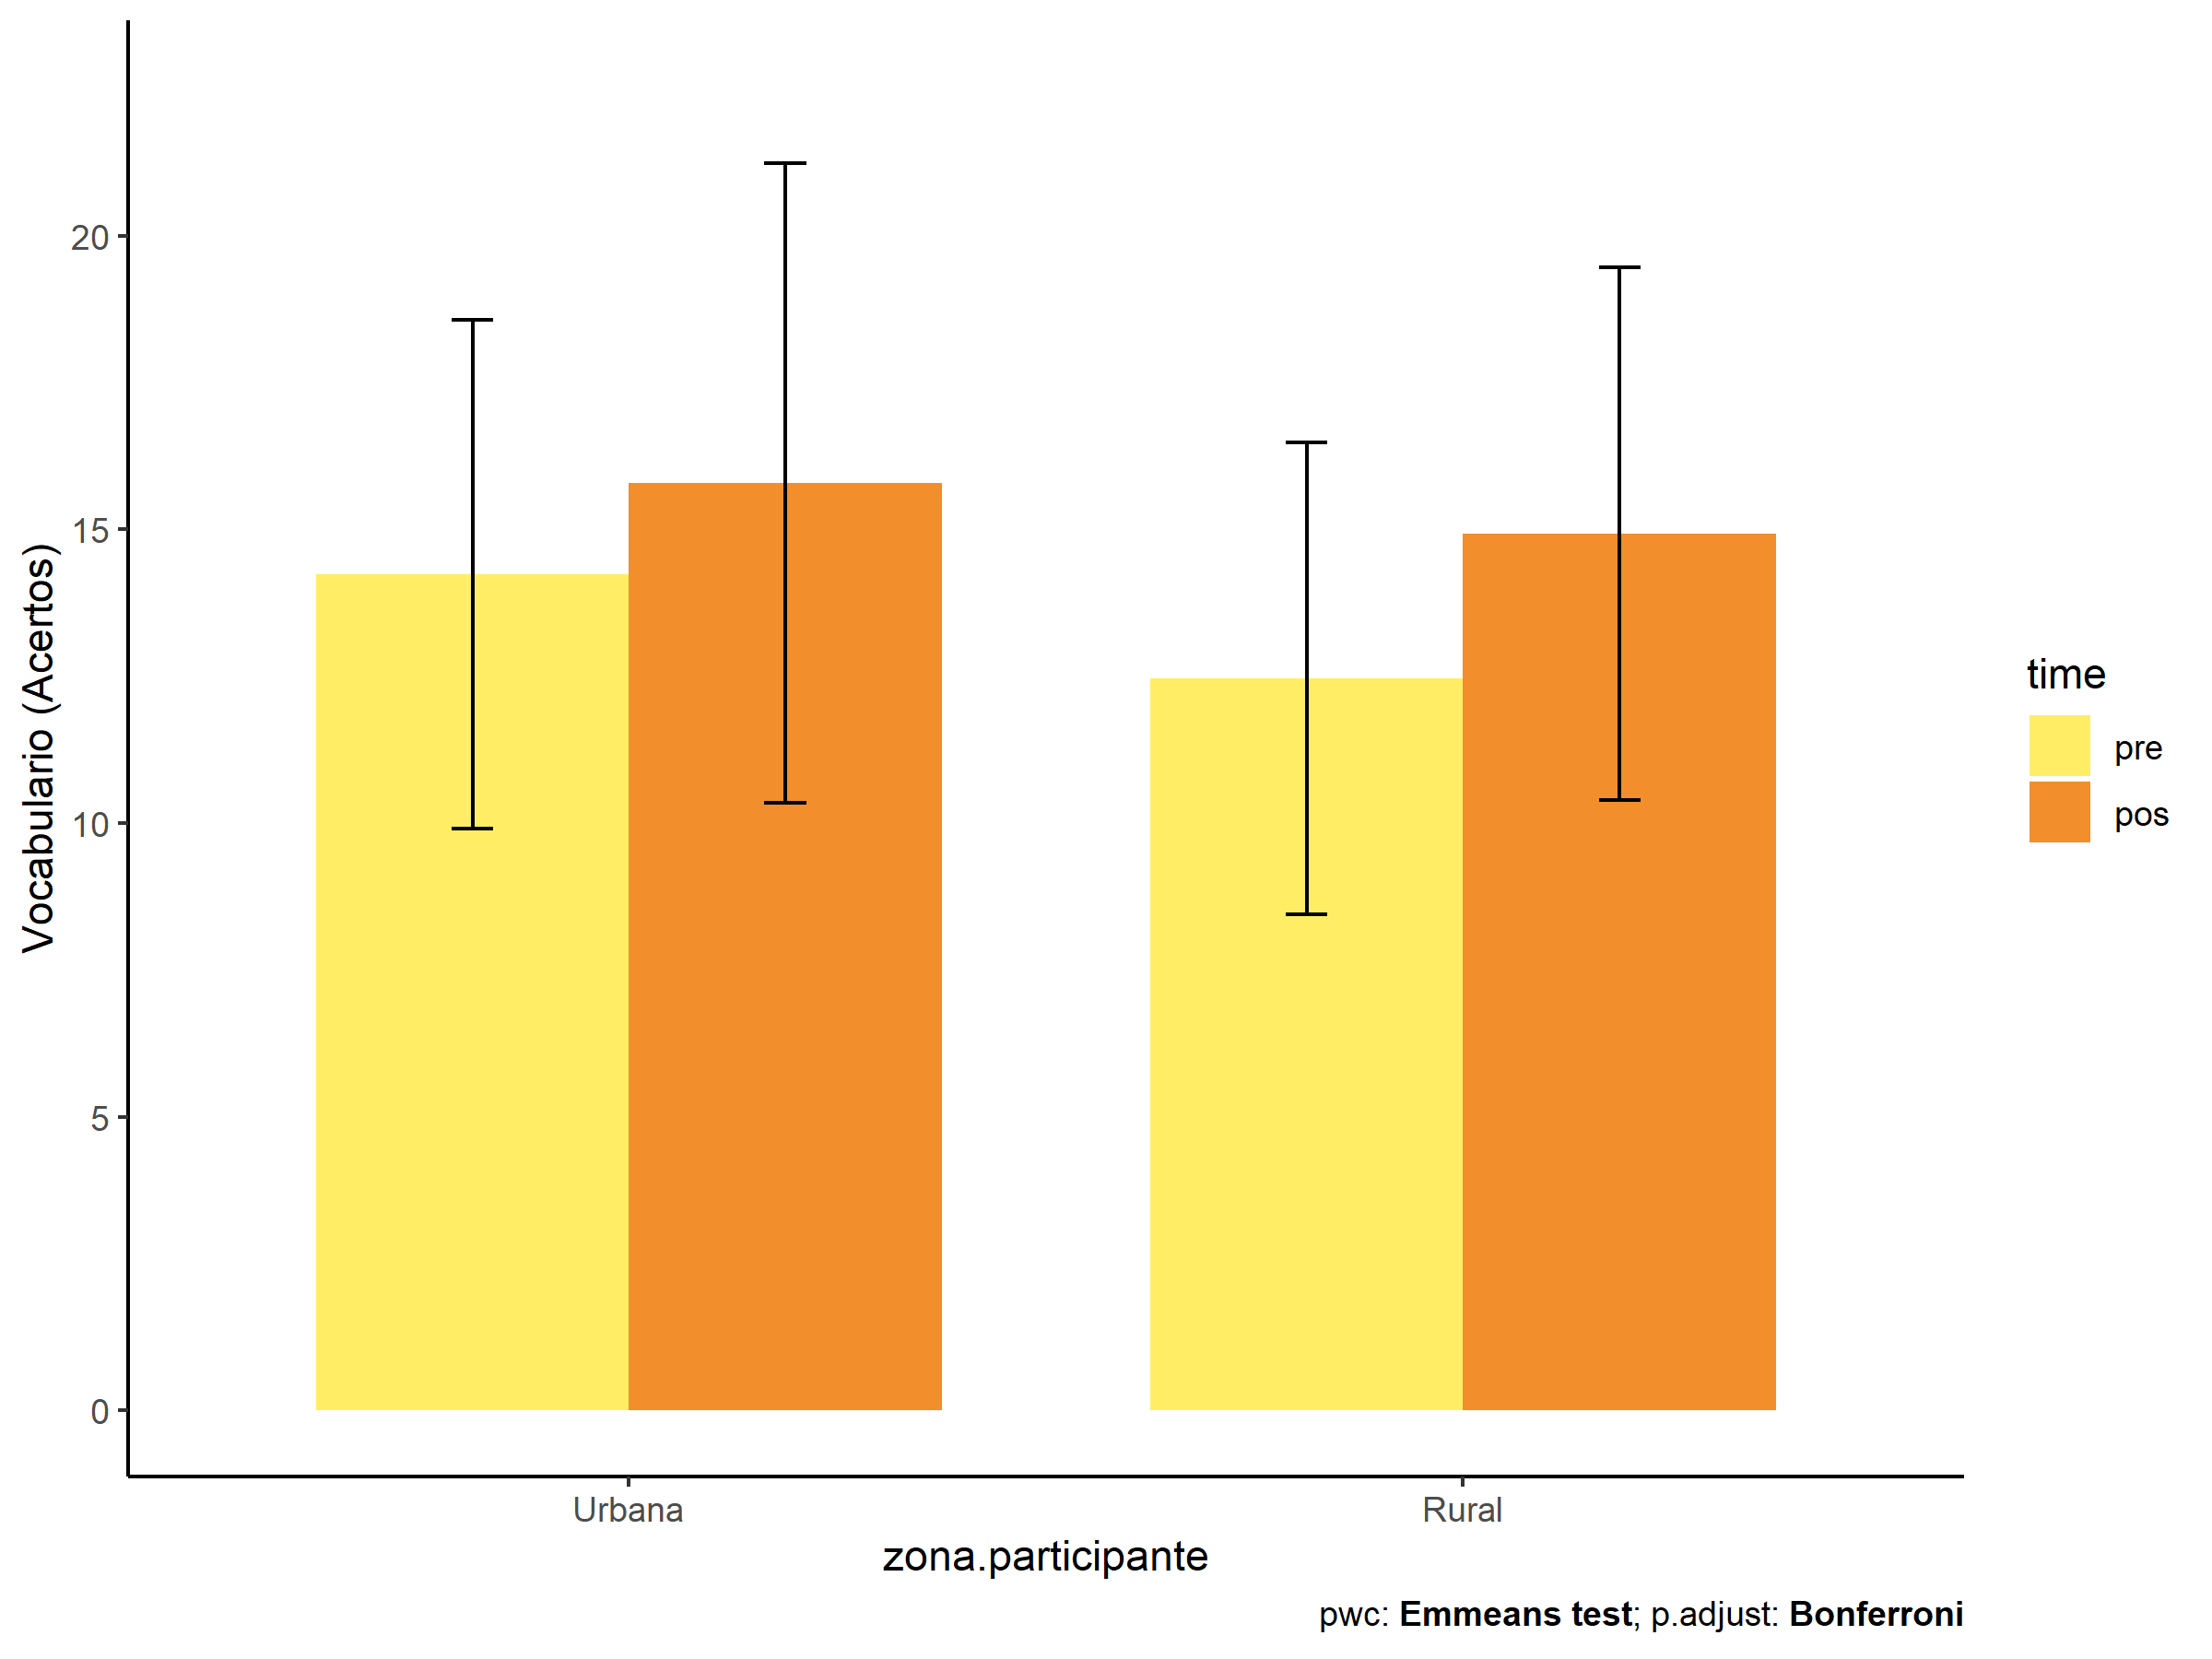 Vocabulario (Acertos)
20
15
10
5
0
Urbana
Rural
zona.participante
time
pre
pos
pwc: Emmeans test; p.adjust: Bonferroni